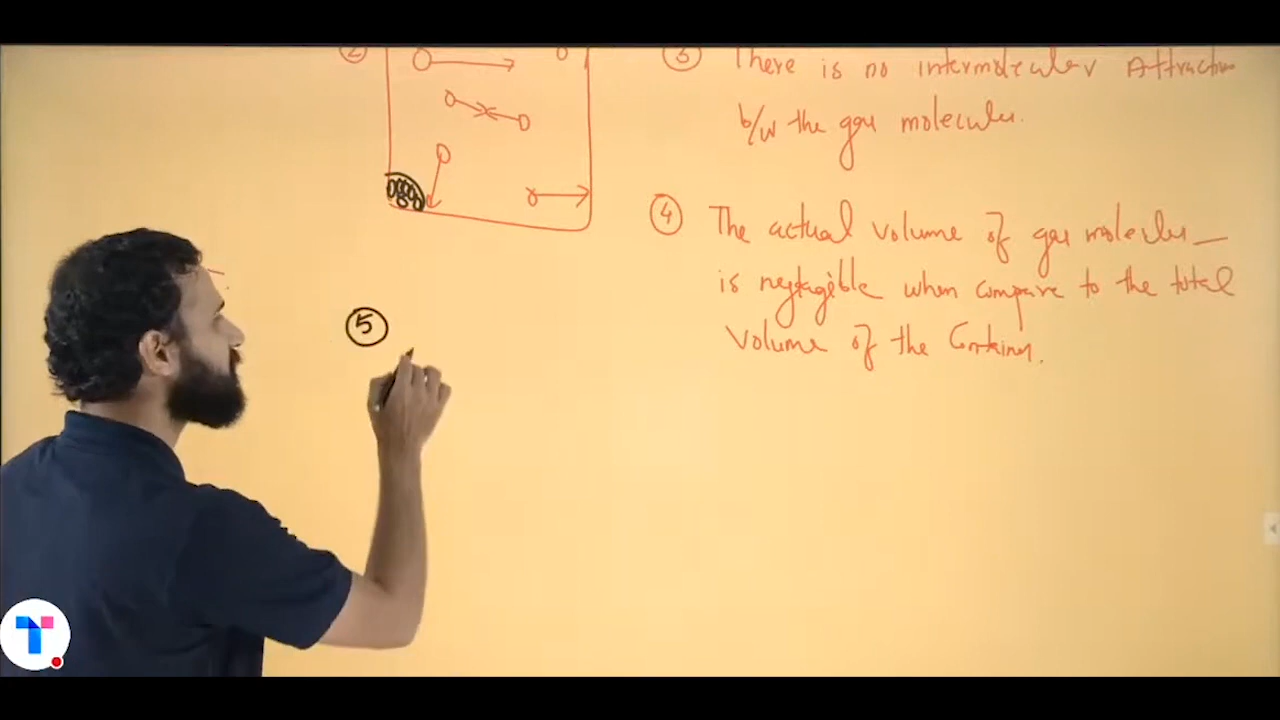 ②
③ There is no intermolecular Attraction
b/w the gas molecules.
④ The actual volume of gas molecules
is negligible when compare to the total
Volume of the Container.
⑤